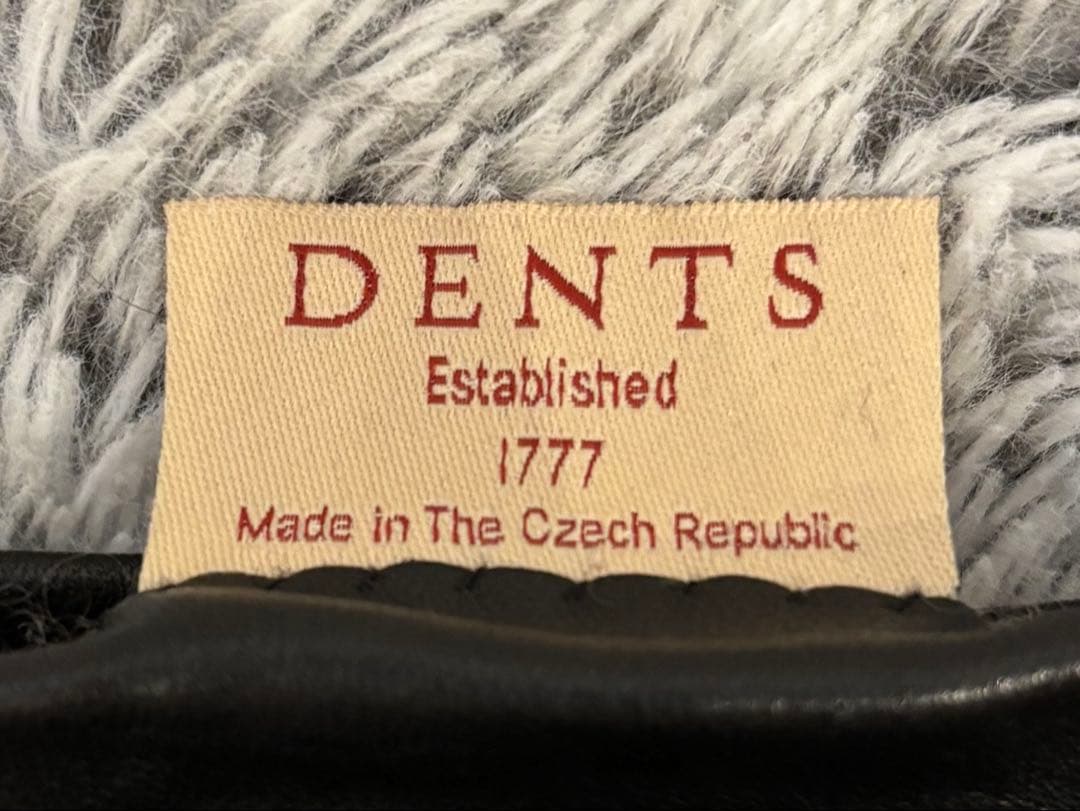 DENTS
Established
1777
Made in The Czech Republic